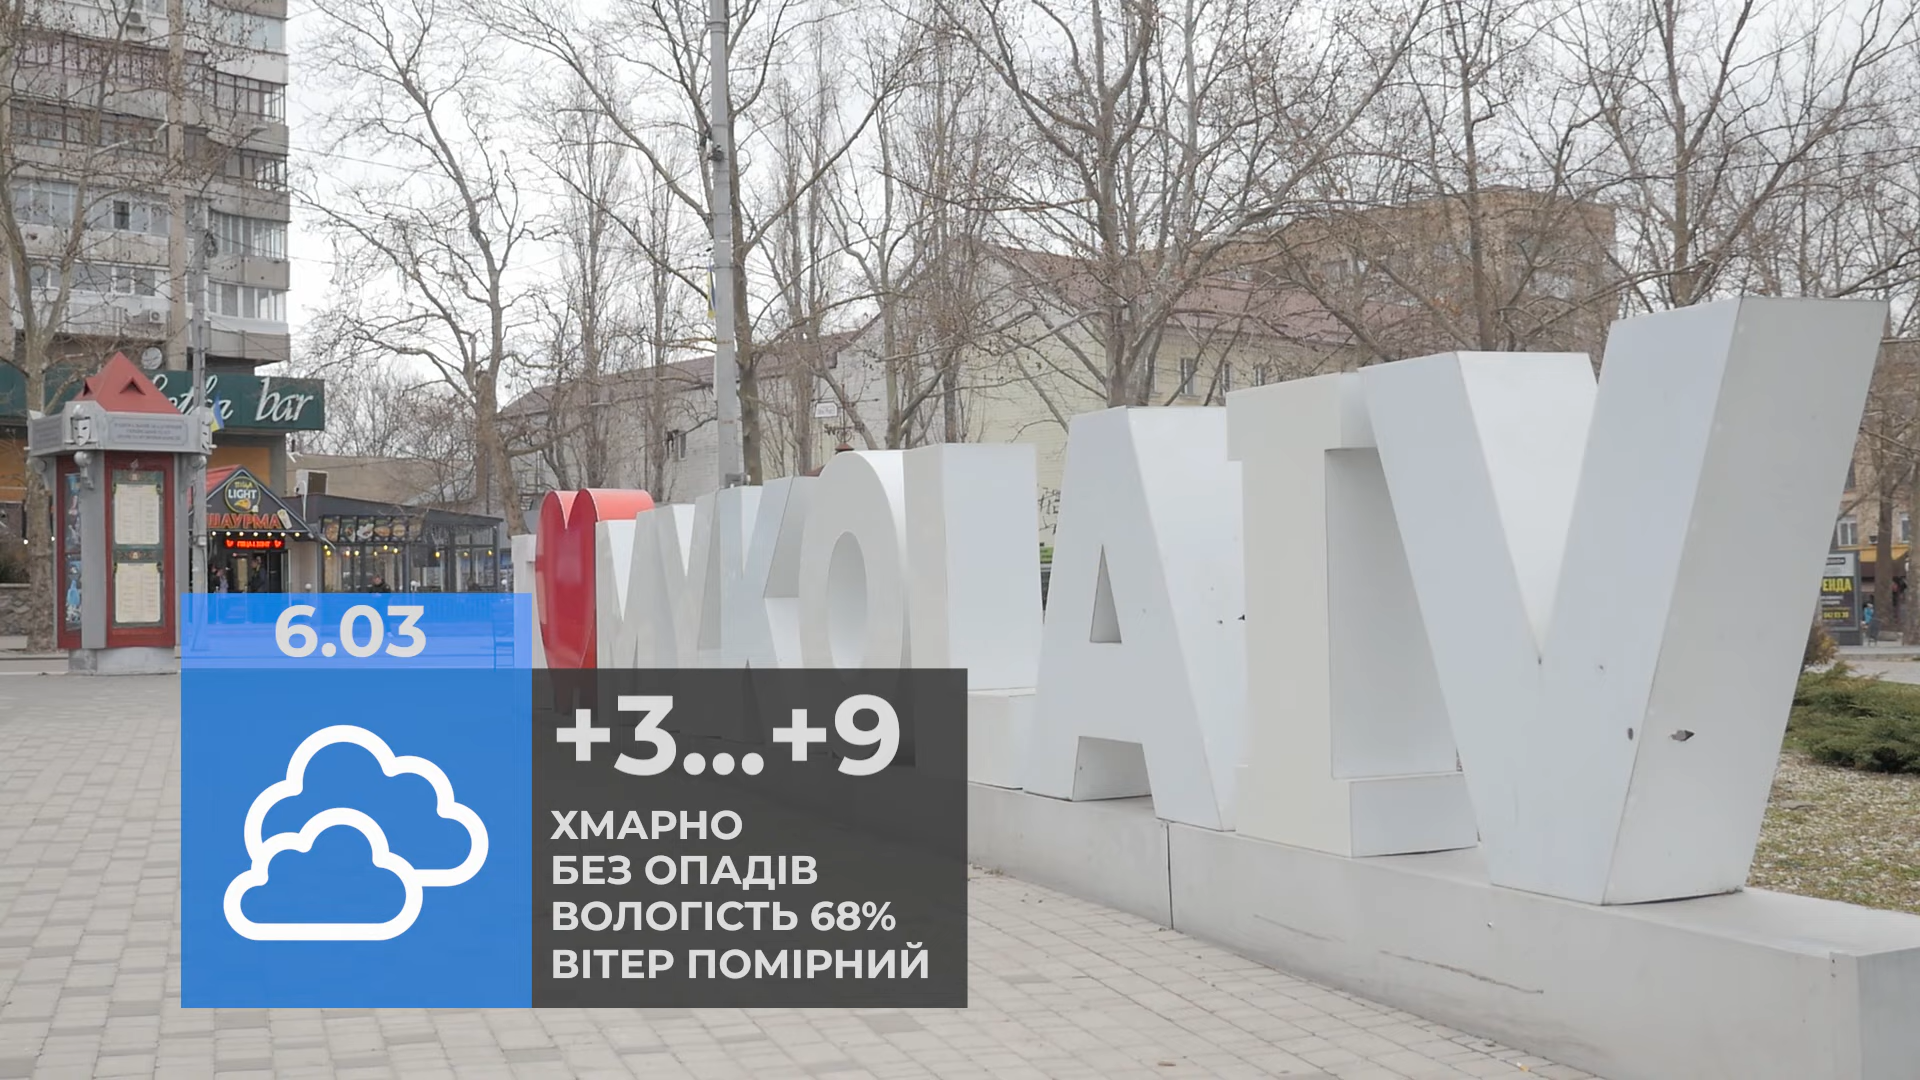 bar
LIGHT
ШАУРМА
I
MYKOLAIV
6.03
+3...+9
ХМАРНО
БЕЗ ОПАДІВ
ВОЛОГІСТЬ 68%
ВІТЕР ПОМІРНИЙ